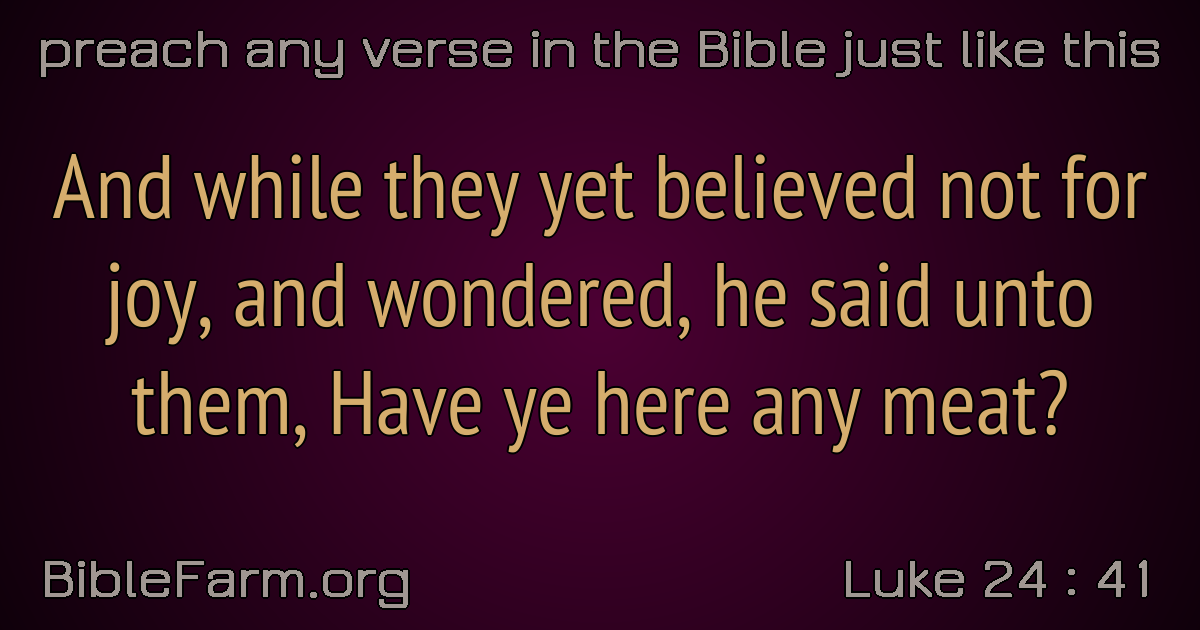 preach any verse in the Bible just like this
And while they yet believed not for
joy, and wondered, he said unto
them, Have ye here any meat?
BibleFarm.org
Luke 24 : 41